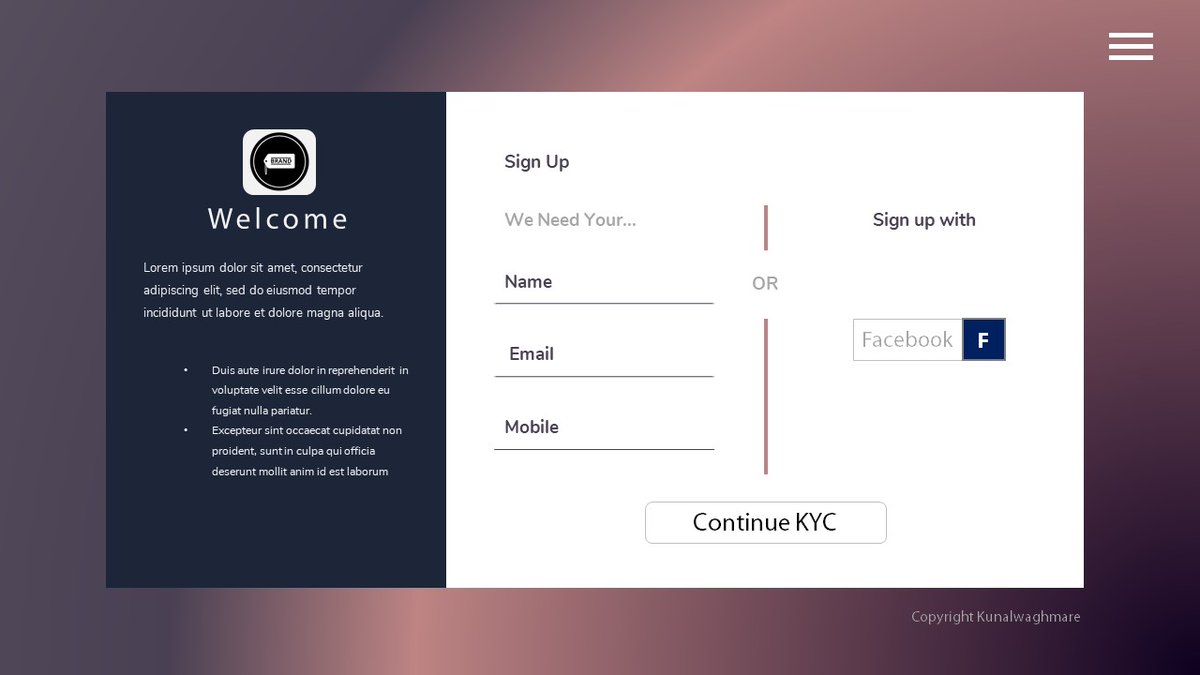 BRAND
Welcome
Lorem ipsum dolor sit amet, consectetur
adipiscing elit, sed do eiusmod tempor
incididunt ut labore et dolore magna aliqua.
• Duis aute irure dolor in reprehenderit in
voluptate velit esse cillum dolore eu
fugiat nulla pariatur.
• Excepteur sint occaecat cupidatat non
proident, sunt in culpa qui officia
deserunt mollit anim id est laborum
Sign Up
We Need Your...
Name
Email
Mobile
OR
Sign up with
Facebook F
Continue KYC
Copyright Kunalwaghmare